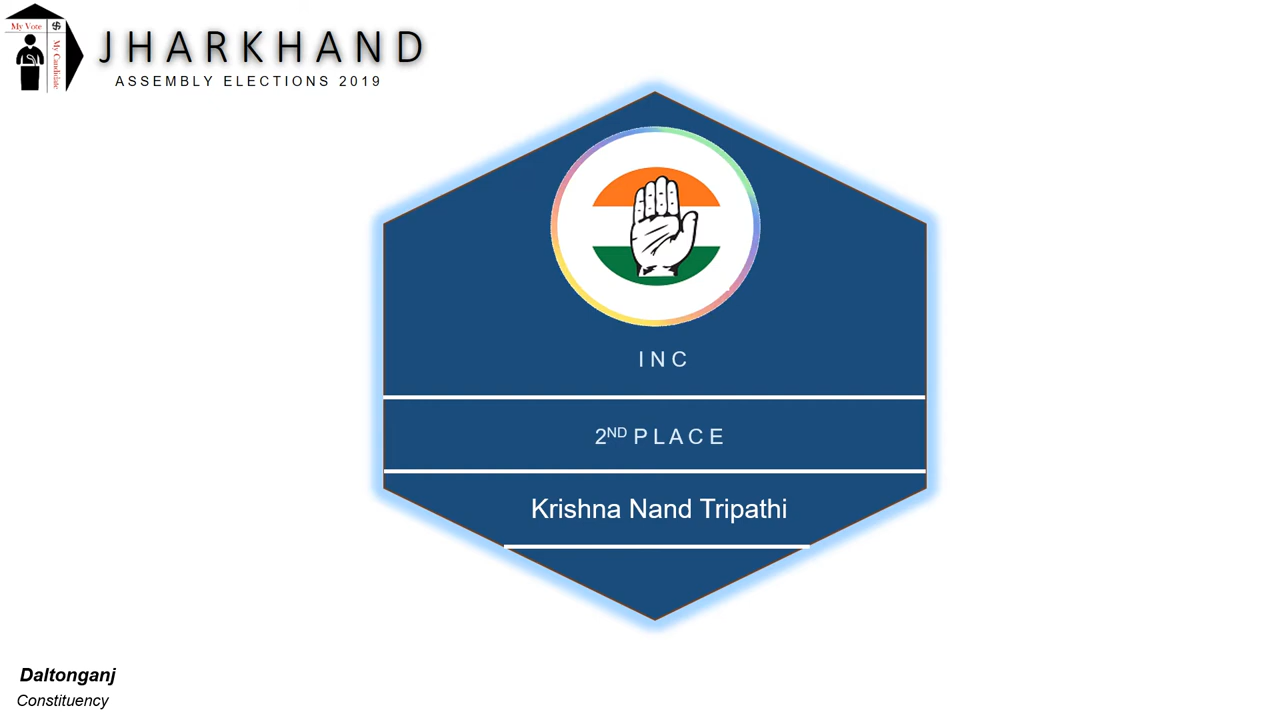 My Vote
My Candidate
JHARKHAND
ASSEMBLY ELECTIONS 2019
INC
2ND PLACE
Krishna Nand Tripathi
Daltonganj
Constituency